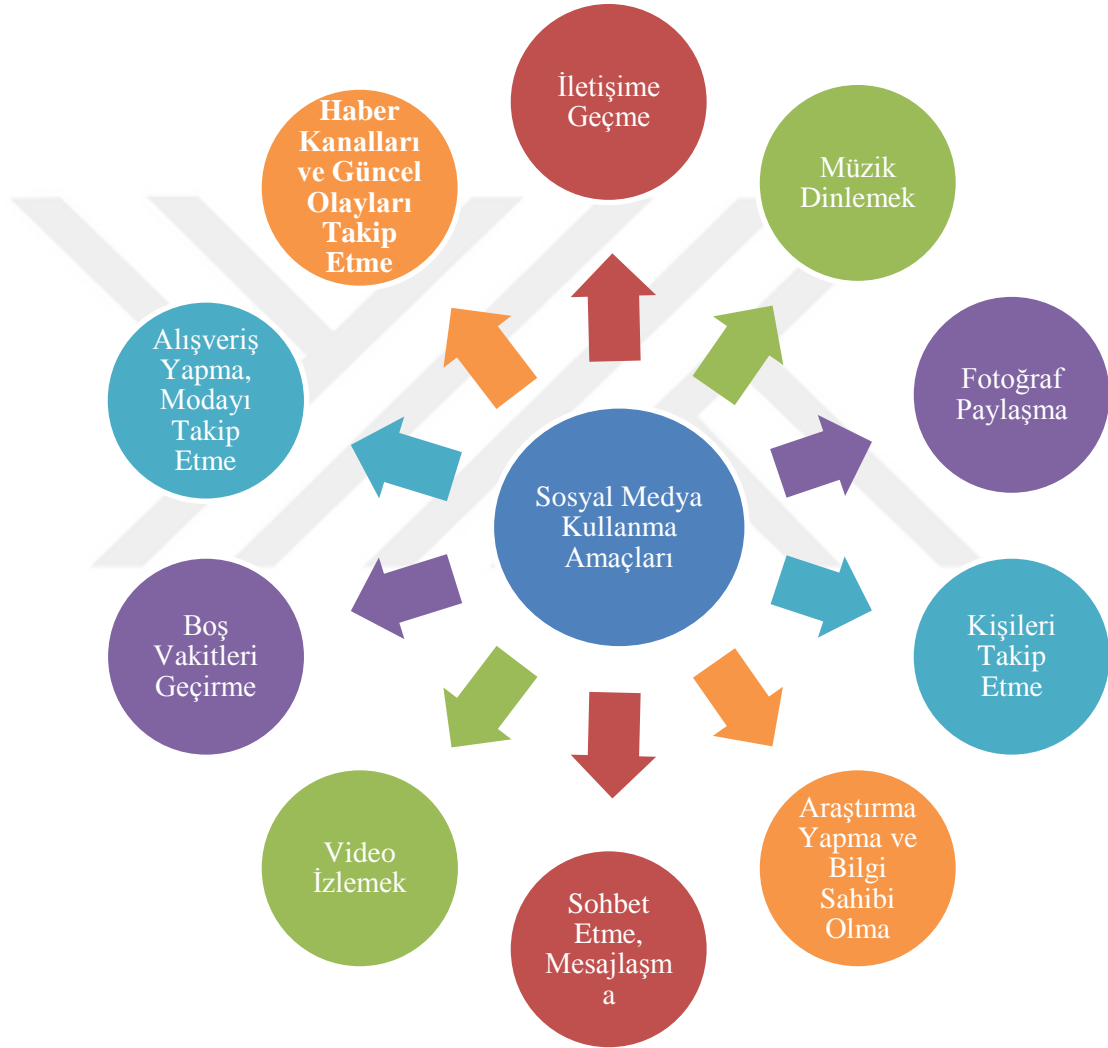 İletişime
Geçme
Müzik
Dinlemek
Fotoğraf
Paylaşma
Kişileri
Takip
Etme
Araştırma
Yapma ve
Bilgi
Sahibi
Olma
Sohbet
Etme,
Mesajlaşm
a
Video
İzlemek
Boş
Vakitleri
Geçirme
Alışveriş
Yapma,
Modayı
Takip
Etme
Haber
Kanalları
ve Güncel
Olayları
Takip
Etme
Sosyal Medya
Kullanma
Amaçları